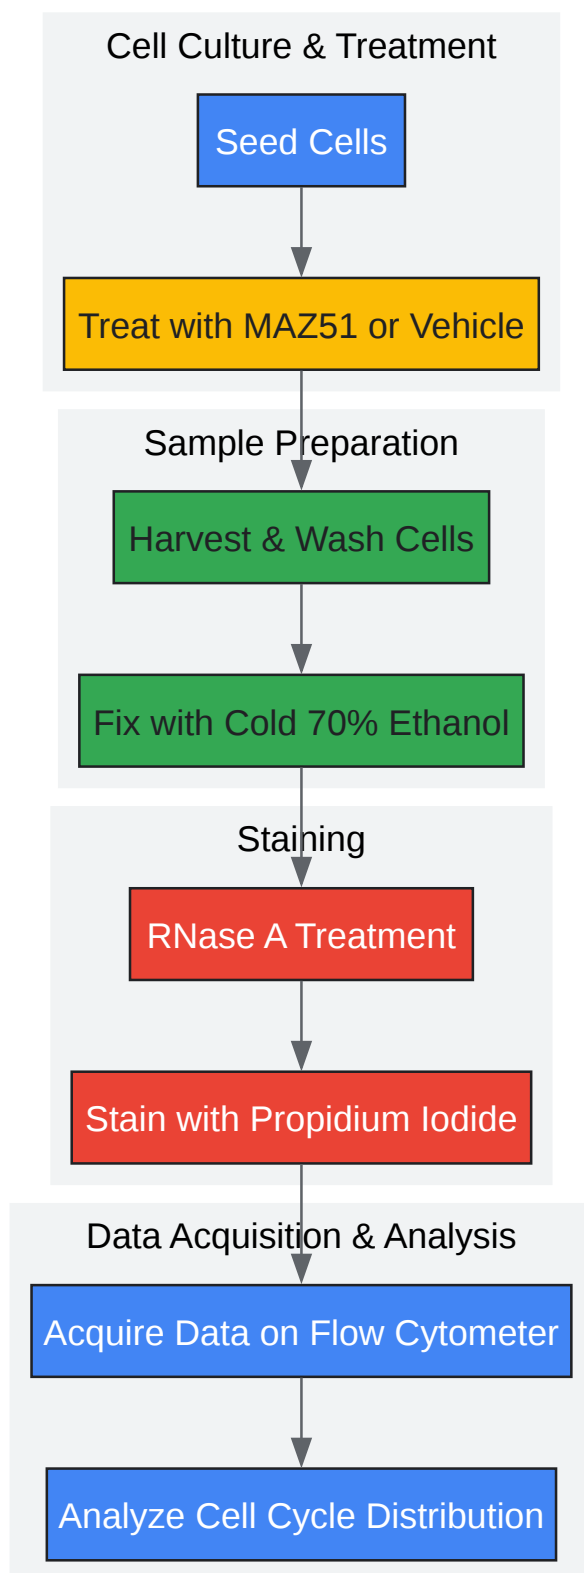 Cell Culture & Treatment
Seed Cells
Treat with MAZ51 or Vehicle
Sample Preparation
Harvest & Wash Cells
Fix with Cold 70% Ethanol
Staining
RNase A Treatment
Stain with Propidium Iodide
Data Acquisition & Analysis
Acquire Data on Flow Cytometer
Analyze Cell Cycle Distribution